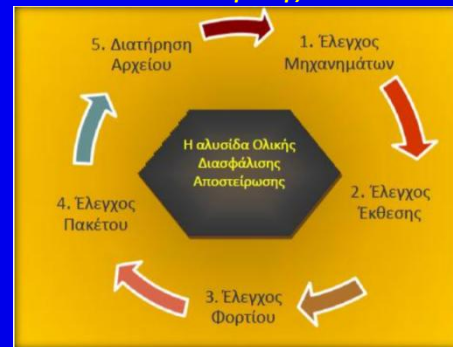 Η αλυσίδα Ολικής
Διασφάλισης
Αποστείρωσης
1. Έλεγχος
Μηχανημάτων
2. Έλεγχος
Έκθεσης
3. Έλεγχος
Φορτίου
4. Έλεγχος
Πακέτου
5. Διατήρηση
Αρχείου